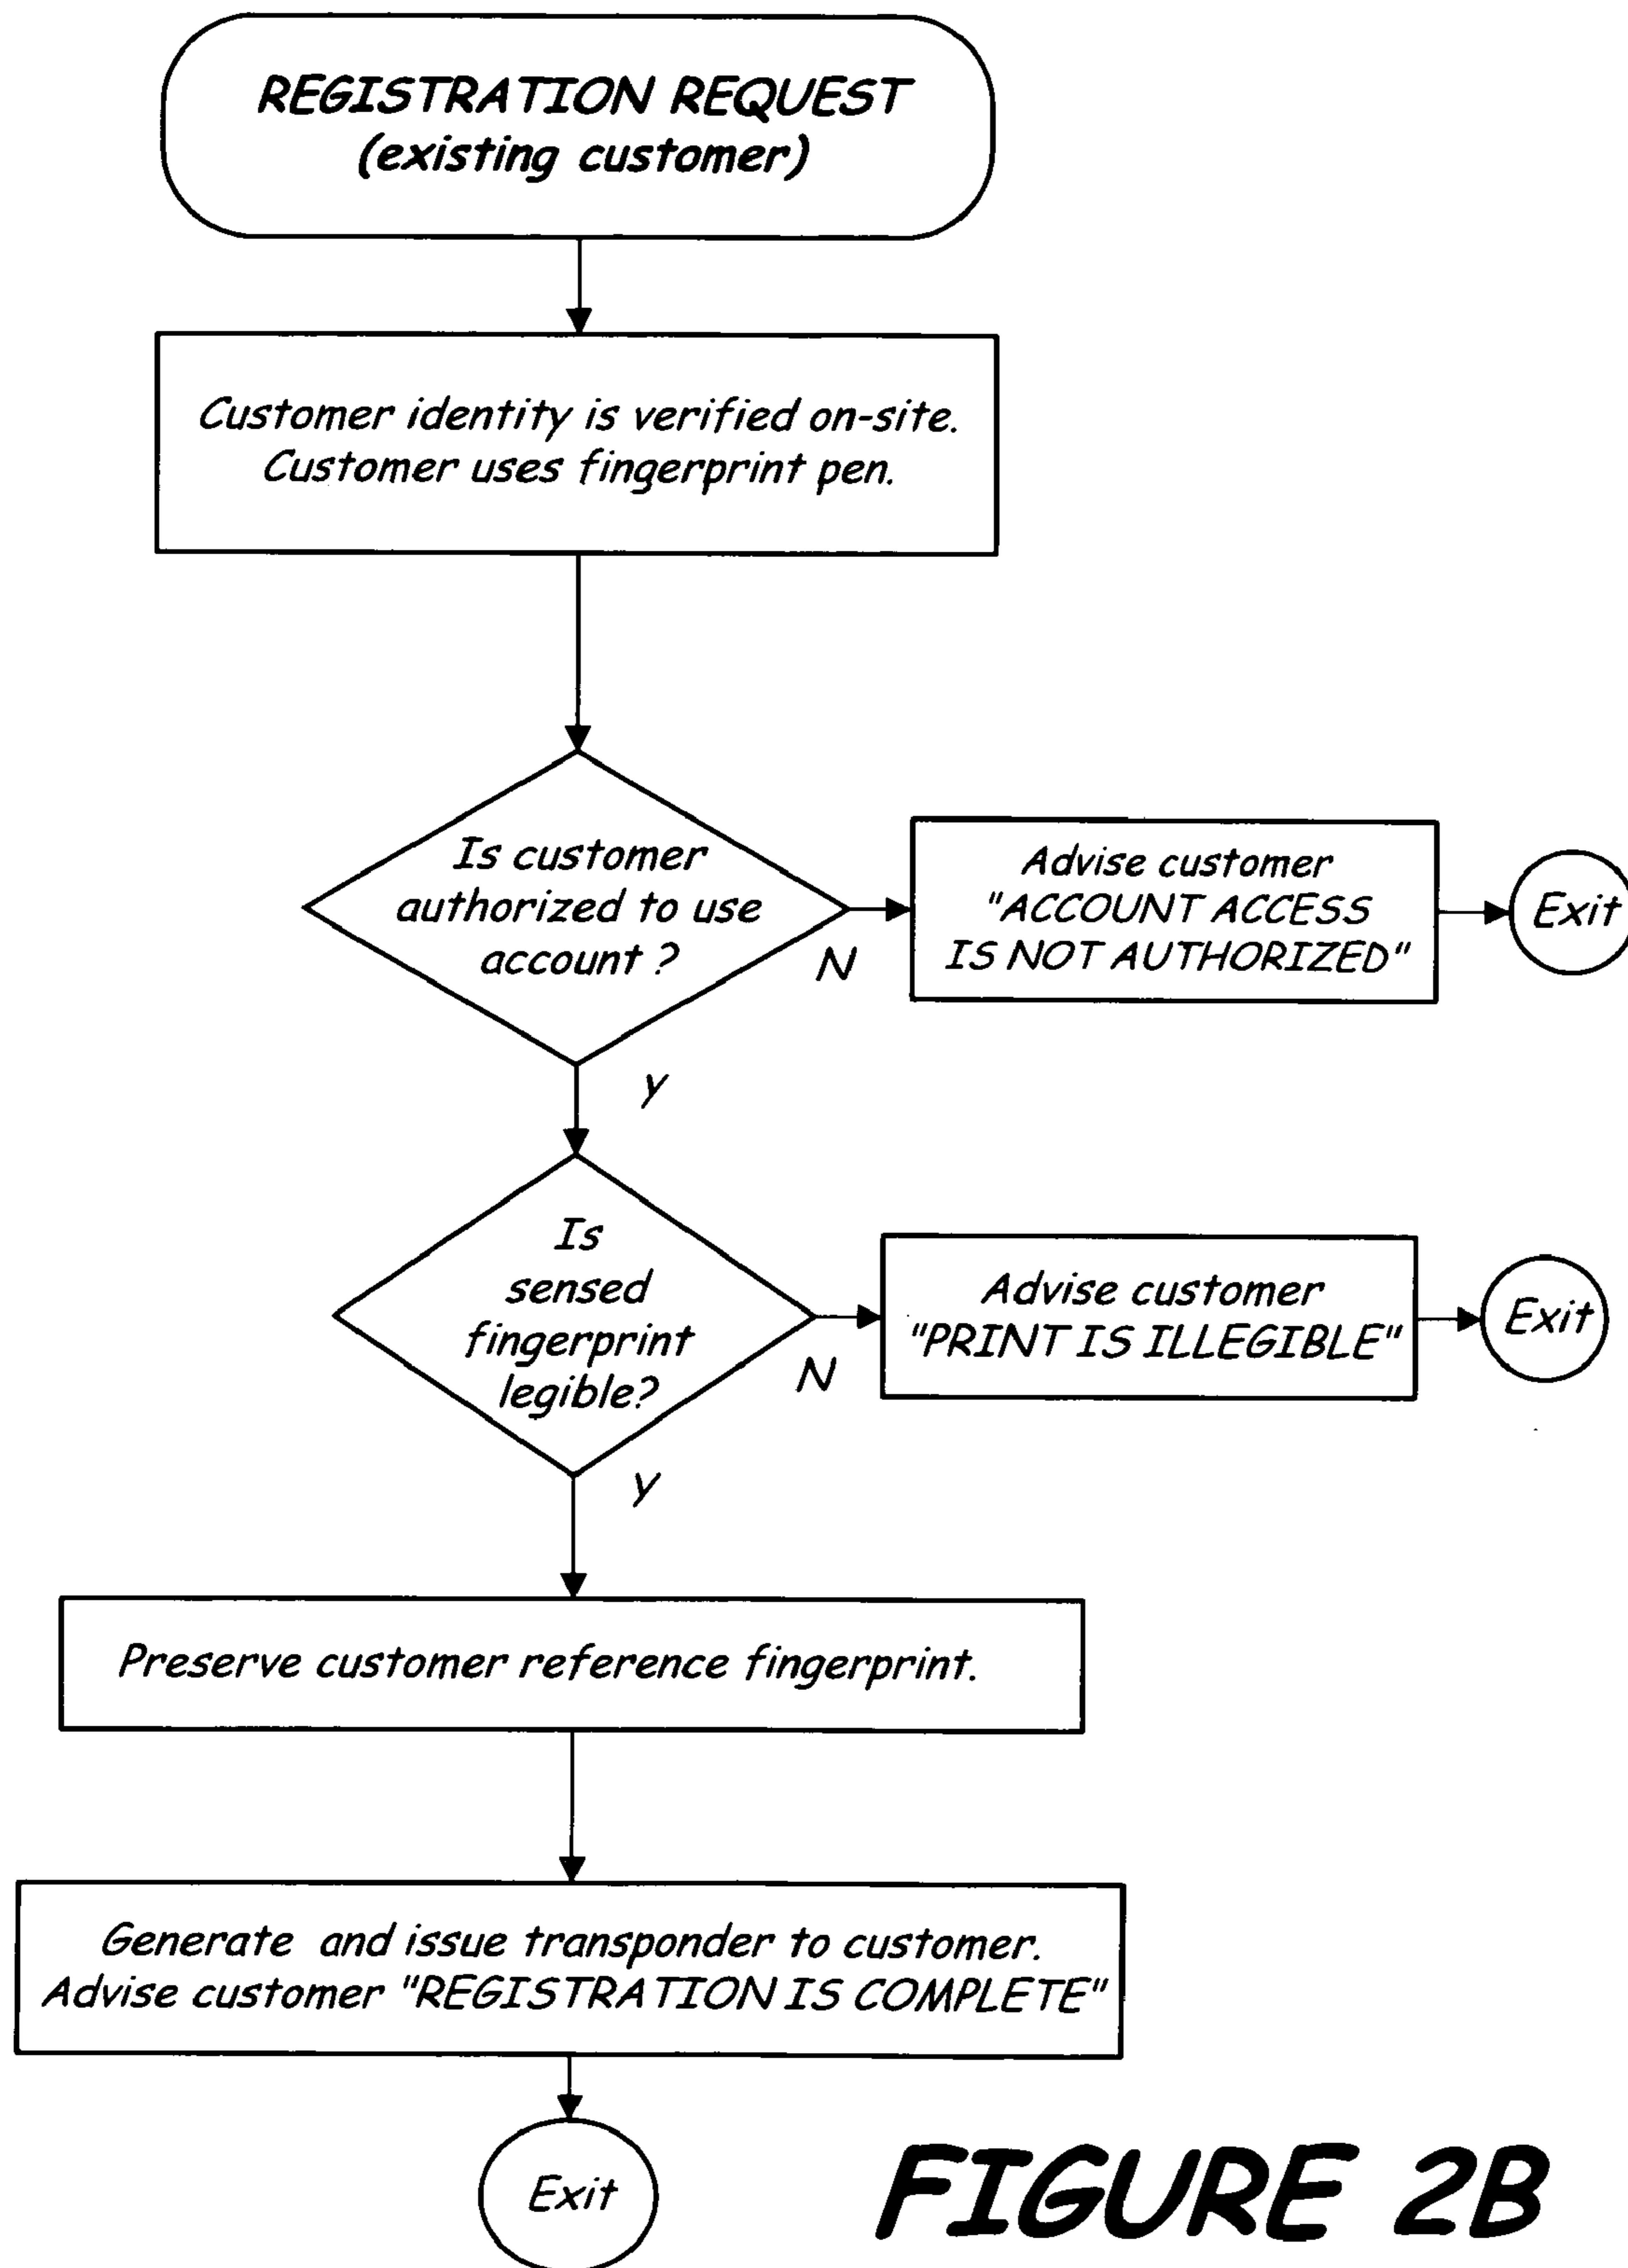 REGISTRATION REQUEST
(existing customer)
Customer identity is verified on-site.
Customer uses fingerprint pen.
Is customer
authorized to use
account ?
N
Advise customer
"ACCOUNT ACCESS
IS NOT AUTHORIZED"
Exit
Y
Is
sensed
fingerprint
legible?
N
Advise customer
"PRINT IS ILLEGIBLE"
Exit
Y
Preserve customer reference fingerprint.
Generate and issue transponder to customer.
Advise customer "REGISTRATION IS COMPLETE"
Exit
FIGURE 2B